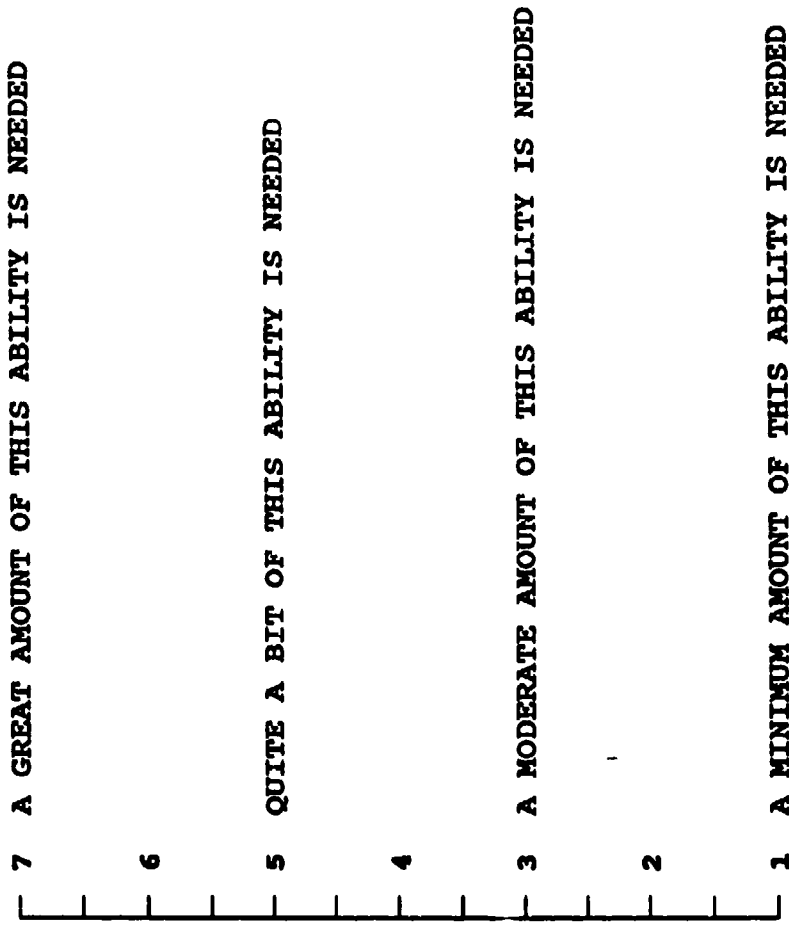 7 A GREAT AMOUNT OF THIS ABILITY IS NEEDED
6
5 QUITE A BIT OF THIS ABILITY IS NEEDED
4
3 A MODERATE AMOUNT OF THIS ABILITY IS NEEDED
2
1 A MINIMUM AMOUNT OF THIS ABILITY IS NEEDED